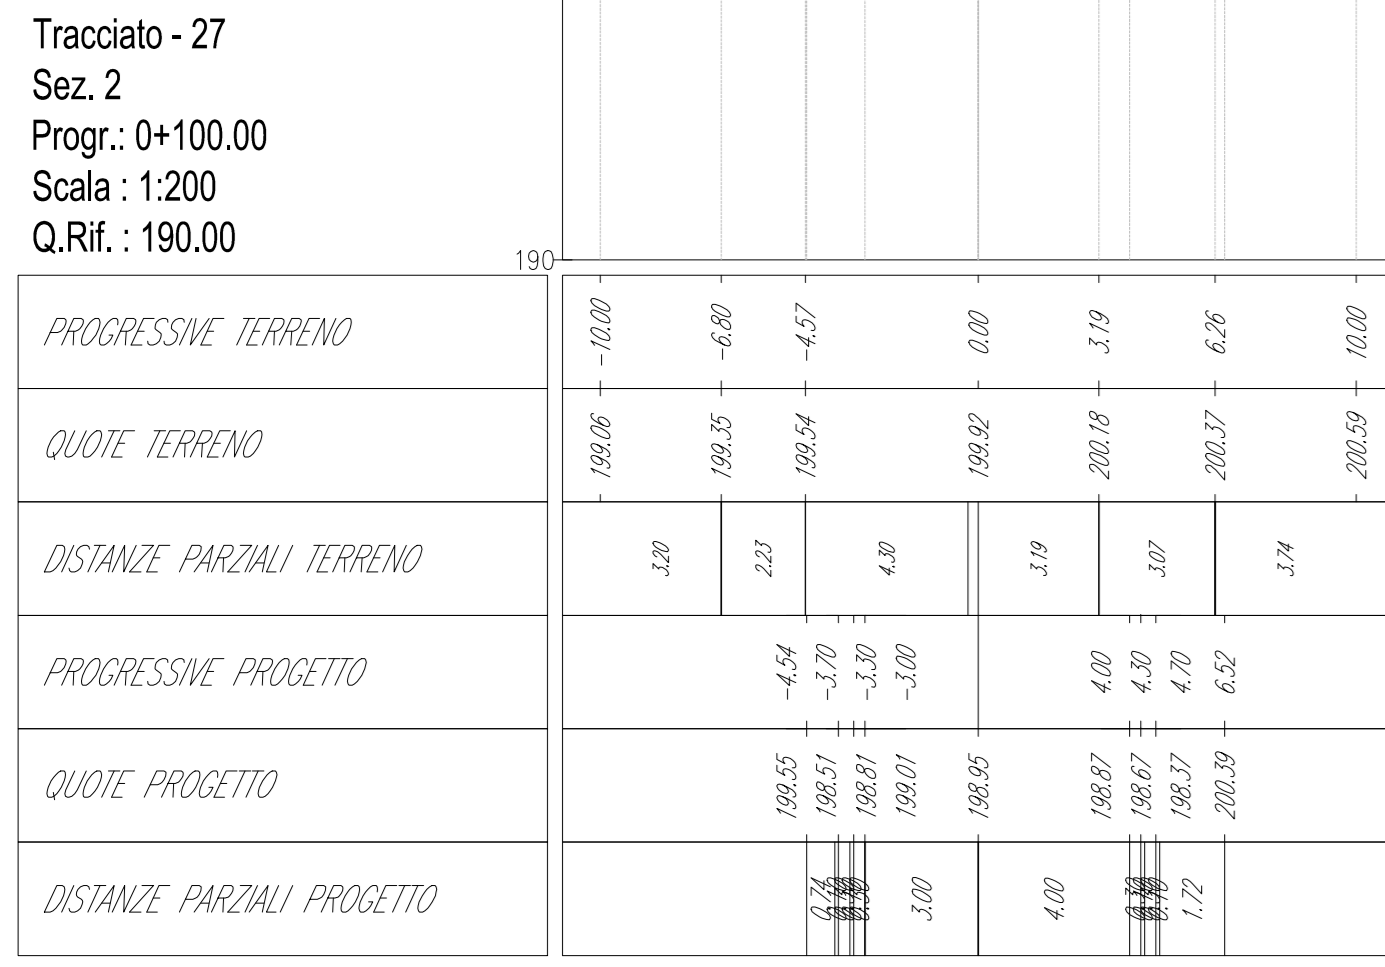 Tracciato - 27
Sez. 2
Progr.: 0+100.00
Scala : 1:200
Q.Rif. : 190.00
190
PROGRESSIVE TERRENO -10.00 -6.80 -4.57 0.00 3.19 6.26 10.00
QUOTE TERRENO 199.06 199.35 199.54 199.92 200.18 200.37 200.59
DISTANZE PARZIALI TERRENO 3.20 2.23 4.30 3.19 3.07 3.74
PROGRESSIVE PROGETTO -4.54 -3.70 -3.30 -3.00 4.00 4.30 4.70 6.52
QUOTE PROGETTO 199.55 198.51 198.81 199.01 198.95 198.87 198.67 198.37 200.39
DISTANZE PARZIALI PROGETTO 0.74 3.00 4.00 1.72